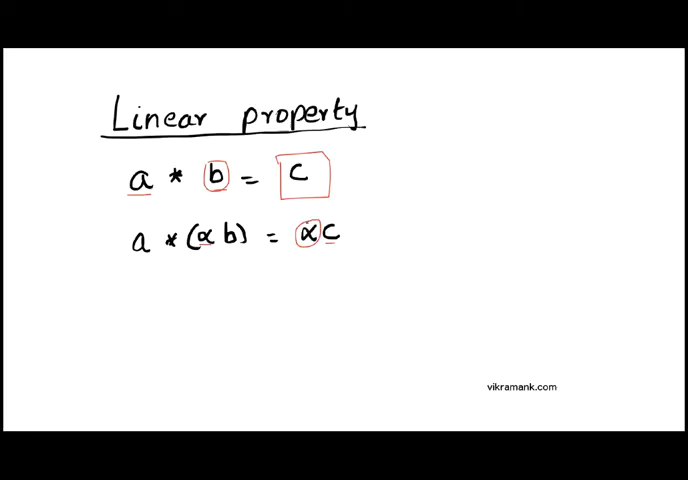 Linear property
a * b = c
a * (α b) = α c
vikramank.com